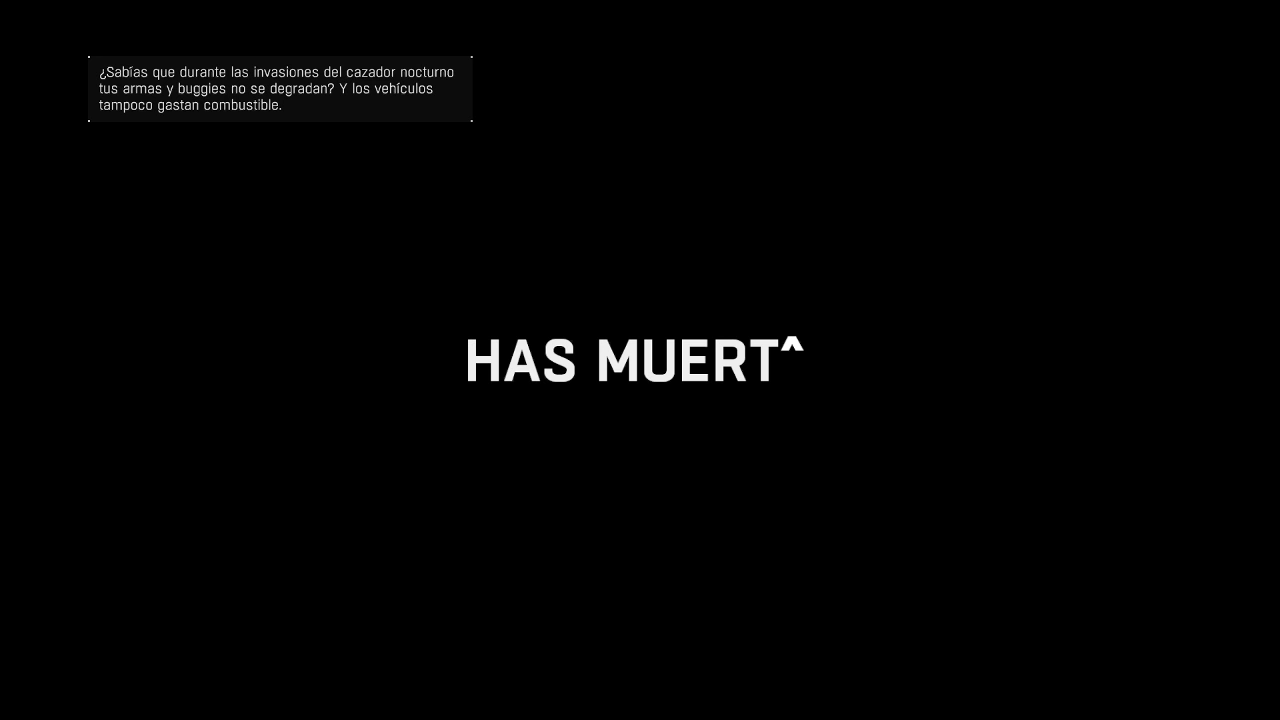 ¿Sabías que durante las invasiones del cazador nocturno
tus armas y buggies no se degradan? Y los vehículos
tampoco gastan combustible.
HAS MUERT^